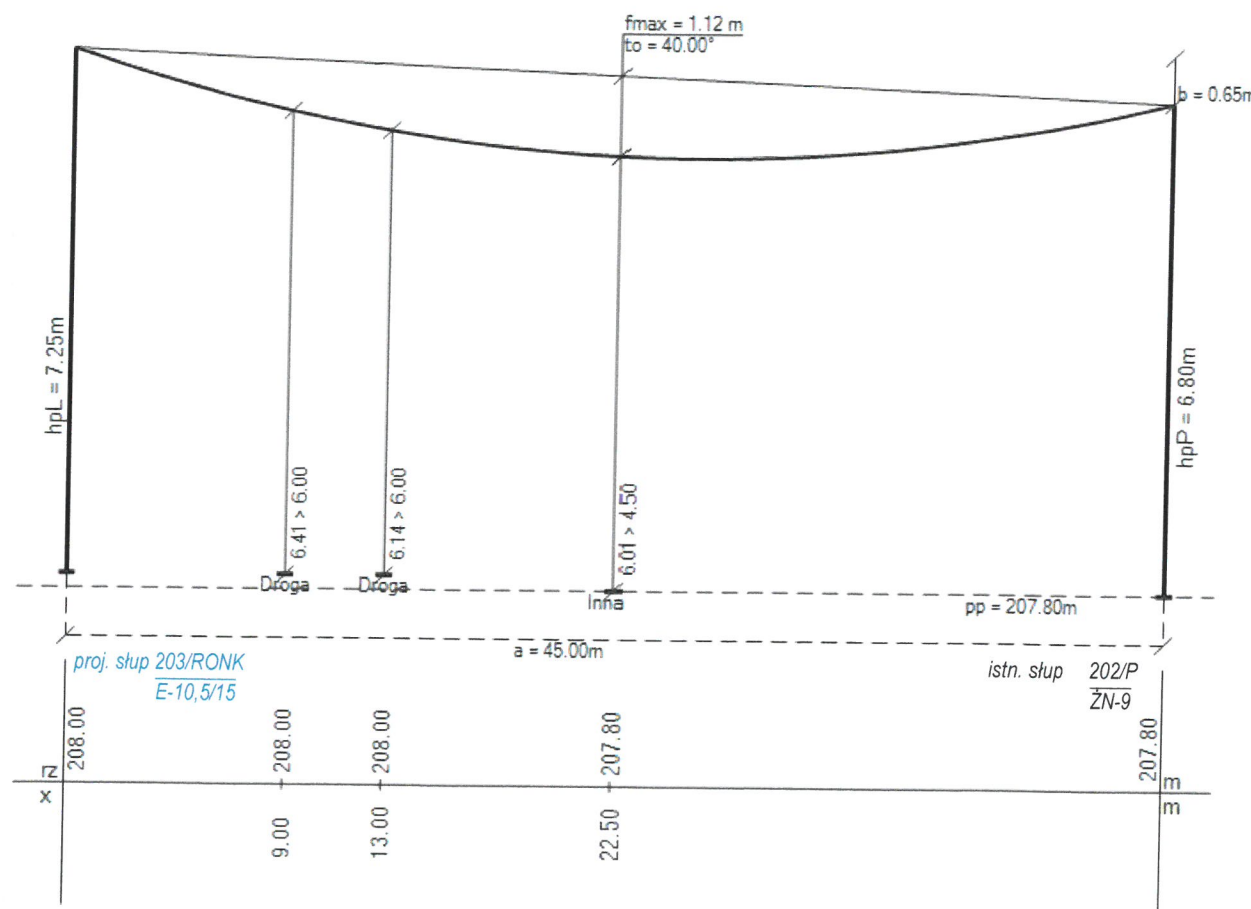 fmax = 1.12 m
to = 40.00°
b = 0.65m
hpL = 7.25m
6.41 > 6.00
6.14 > 6.00
6.01 > 4.50
hpP = 6.80m
Droga
Droga
Inna
pp = 207.80m
a = 45.00m
proj. słup 203/RONK
E-10,5/15
istn. słup 202/P
ŻN-9
208.00
208.00
208.00
207.80
207.80
rz
m
x
m
9.00
13.00
22.50